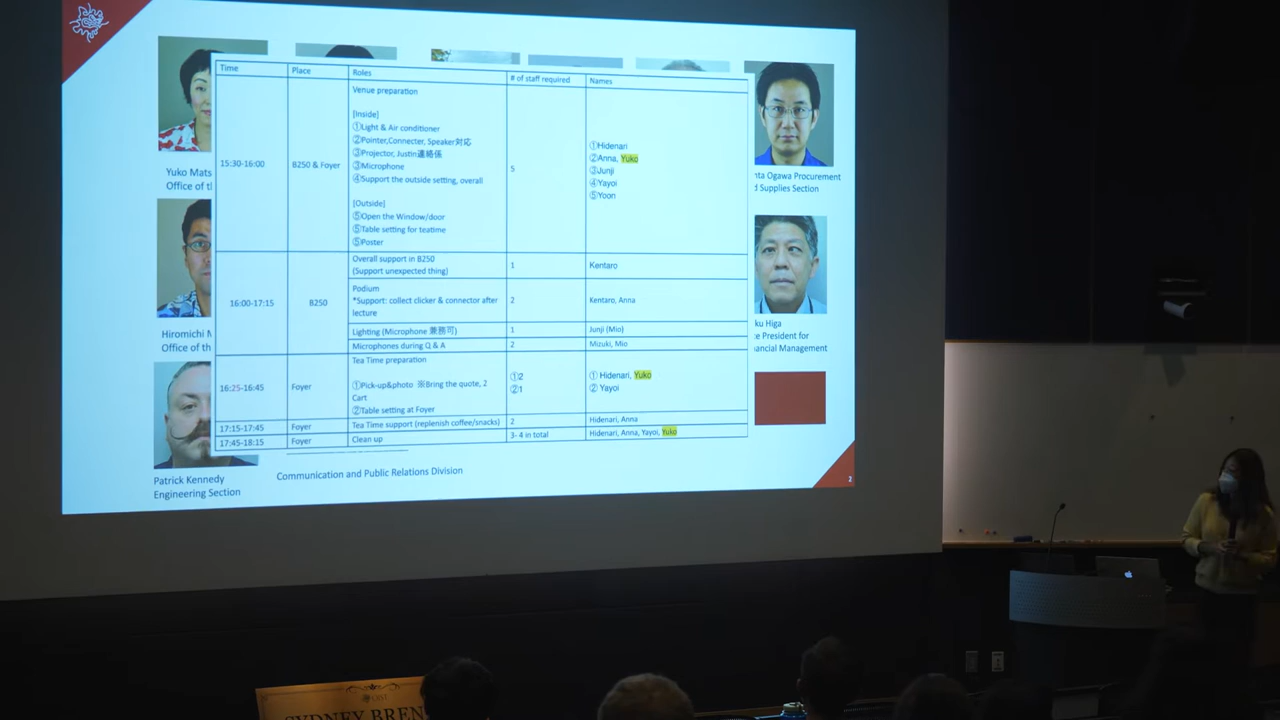 Time Place Roles # of staff required Names
15:30-16:00 B250 & Foyer
Venue preparation
[Inside]
①Light & Air conditioner
②Pointer,Connecter, Speaker対応
③Projector, Justin連絡係
③Microphone
④Support the outside setting, overall
[Outside]
⑤Open the Window/door
⑤Table setting for teatime
⑤Poster
5
①Hidenari
②Anna, Yuko
③Junji
④Yayoi
⑤Yoon
16:00-17:15 B250
Overall support in B250
(Support unexpected thing)
1
Kentaro
Podium
*Support: collect clicker & connector after
lecture
2
Kentaro, Anna
Lighting (Microphone 兼務可) 1 Junji (Mio)
Microphones during Q & A 2 Mizuki, Mio
16:25-16:45 Foyer
Tea Time preparation
①Pick-up&photo ※Bring the quote, 2
Cart
②Table setting at Foyer
①2
②1
① Hidenari, Yuko
② Yayoi
17:15-17:45 Foyer Tea Time support (replenish coffee/snacks) 2 Hidenari, Anna
17:45-18:15 Foyer Clean up 3- 4 in total Hidenari, Anna, Yayoi, Yuko
Yuko Mats
Office of t
Hiromichi M
Office of th
Patrick Kennedy
Engineering Section
Communication and Public Relations Division
nta Ogawa Procurement
d Supplies Section
ku Higa
ce President for
ancial Management
2
SYDNEY BREN